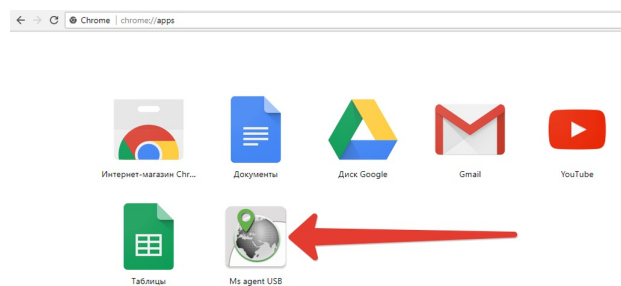 Chrome | chrome://apps
Интернет-магазин Chr...
Документы
Диск Google
Gmail
YouTube
Таблицы
Ms agent USB